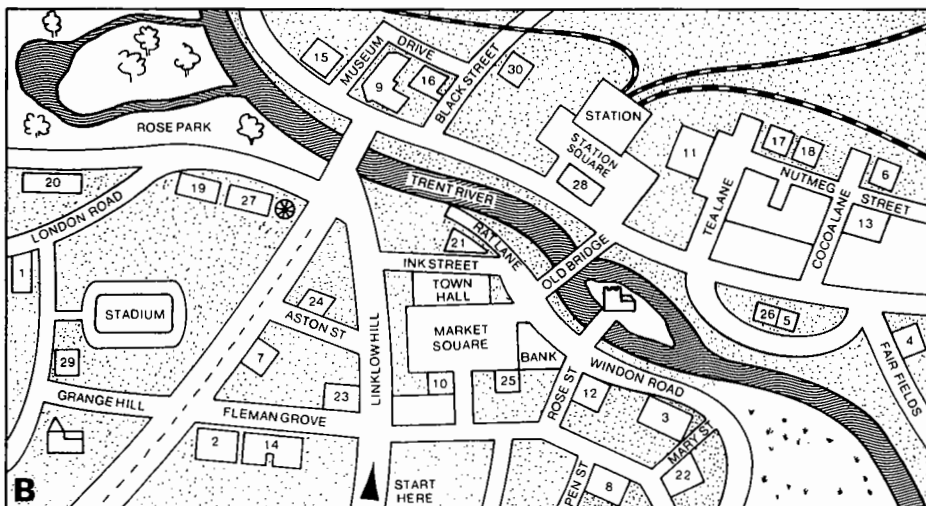 15
MUSEUM
DRIVE
9
16
BLACK STREET
30
STATION
STATION
SQUARE
28
11
17
18
NUTMEG
STREET
6
13
TEA LANE
COCOA LANE
ROSE PARK
20
LONDON ROAD
19
27
TRENT RIVER
21
RAT LANE
INK STREET
OLD BRIDGE
TOWN
HALL
1
STADIUM
24
ASTON ST
LINKLOW HILL
MARKET
SQUARE
BANK
26
5
4
FAIR FIELDS
29
7
10
25
ROSE ST
WINDON ROAD
12
3
GRANGE HILL
23
FLEMAN GROVE
2
14
MARY ST
22
PEN ST
8
B
START
HERE